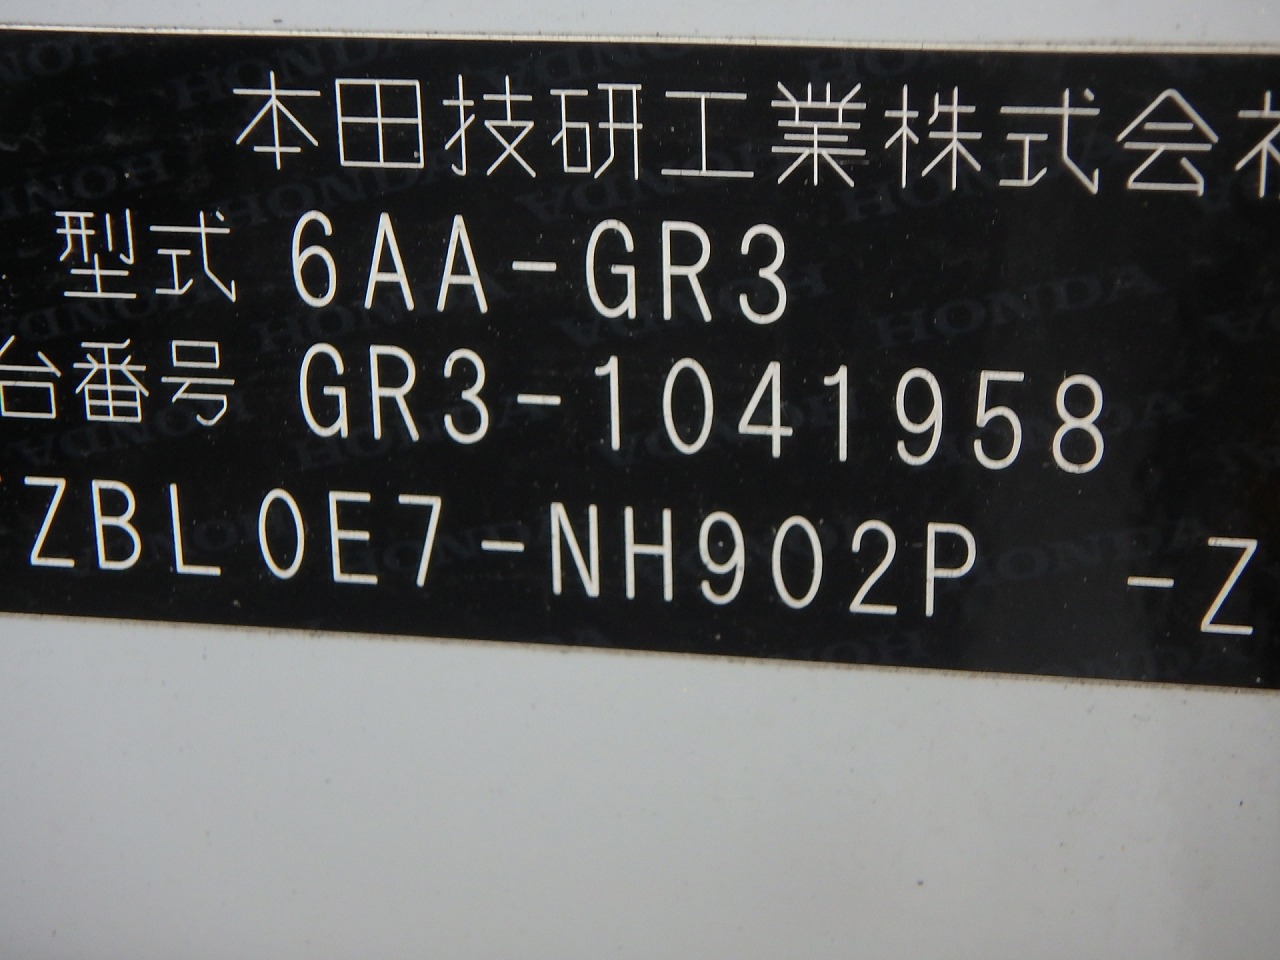 本田技研工業株式会社
型式 6AA-GR3
台番号 GR3-1041958
ZBL0E7-NH902P -Z